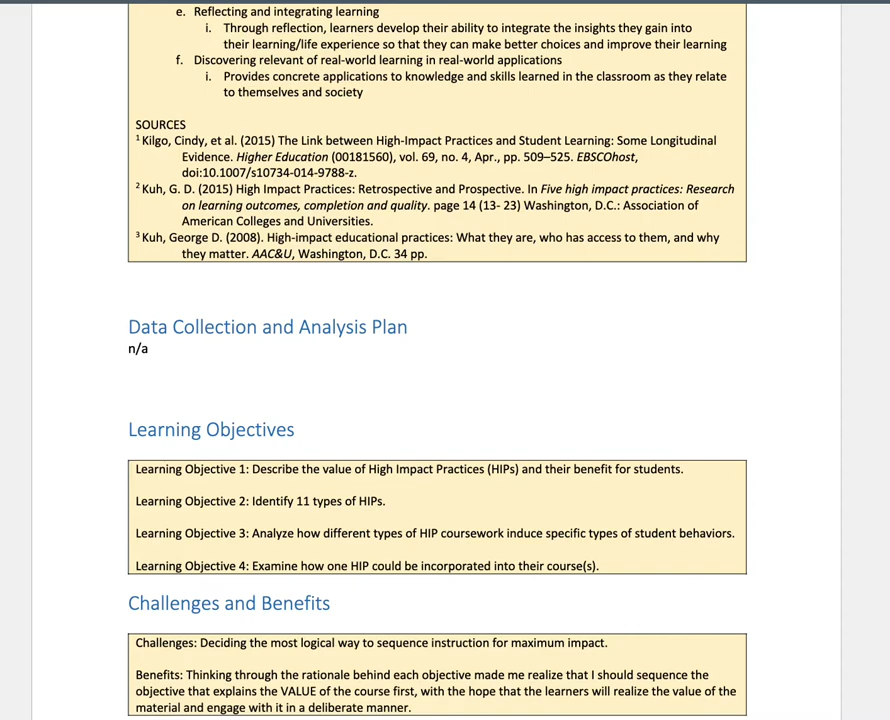 e. Reflecting and integrating learning
i. Through reflection, learners develop their ability to integrate the insights they gain into
their learning/life experience so that they can make better choices and improve their learning
f. Discovering relevant of real-world learning in real-world applications
i. Provides concrete applications to knowledge and skills learned in the classroom as they relate
to themselves and society
SOURCES
¹ Kilgo, Cindy, et al. (2015) The Link between High-Impact Practices and Student Learning: Some Longitudinal
Evidence. Higher Education (00181560), vol. 69, no. 4, Apr., pp. 509–525. EBSCOhost,
doi:10.1007/s10734-014-9788-z.
² Kuh, G. D. (2015) High Impact Practices: Retrospective and Prospective. In Five high impact practices: Research
on learning outcomes, completion and quality. page 14 (13- 23) Washington, D.C.: Association of
American Colleges and Universities.
³ Kuh, George D. (2008). High-impact educational practices: What they are, who has access to them, and why
they matter. AAC&U, Washington, D.C. 34 pp.
Data Collection and Analysis Plan
n/a
Learning Objectives
Learning Objective 1: Describe the value of High Impact Practices (HIPs) and their benefit for students.
Learning Objective 2: Identify 11 types of HIPs.
Learning Objective 3: Analyze how different types of HIP coursework induce specific types of student behaviors.
Learning Objective 4: Examine how one HIP could be incorporated into their course(s).
Challenges and Benefits
Challenges: Deciding the most logical way to sequence instruction for maximum impact.
Benefits: Thinking through the rationale behind each objective made me realize that I should sequence the
objective that explains the VALUE of the course first, with the hope that the learners will realize the value of the
material and engage with it in a deliberate manner.